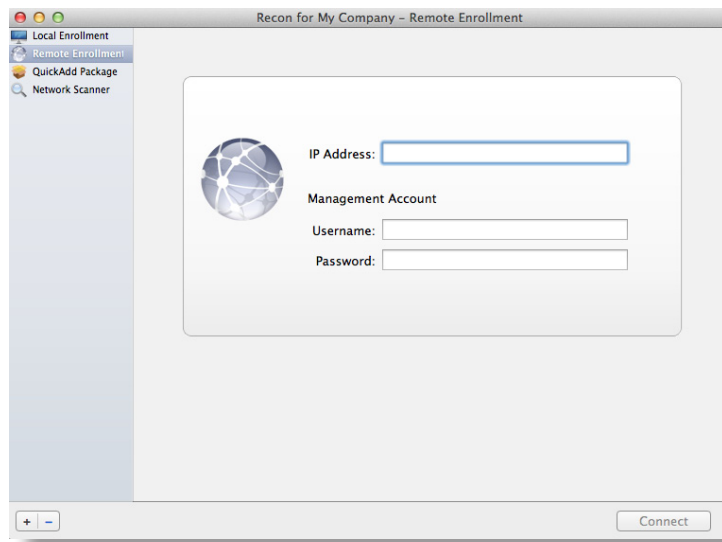 Recon for My Company – Remote Enrollment
Local Enrollment
Remote Enrollment
QuickAdd Package
Network Scanner
IP Address:
Management Account
Username:
Password:
+ –
Connect